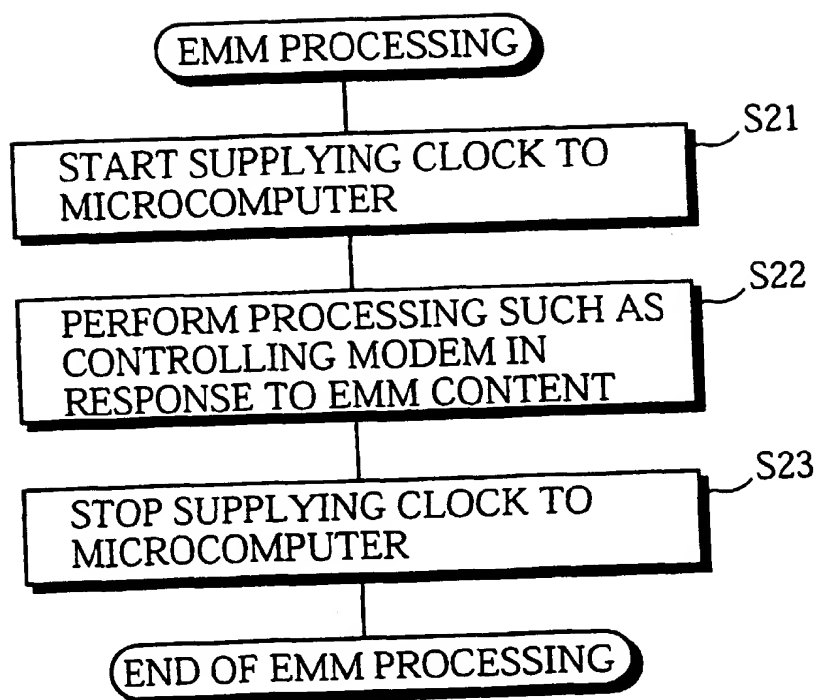 EMM PROCESSING
S21
START SUPPLYING CLOCK TO
MICROCOMPUTER
S22
PERFORM PROCESSING SUCH AS
CONTROLLING MODEM IN
RESPONSE TO EMM CONTENT
S23
STOP SUPPLYING CLOCK TO
MICROCOMPUTER
END OF EMM PROCESSING